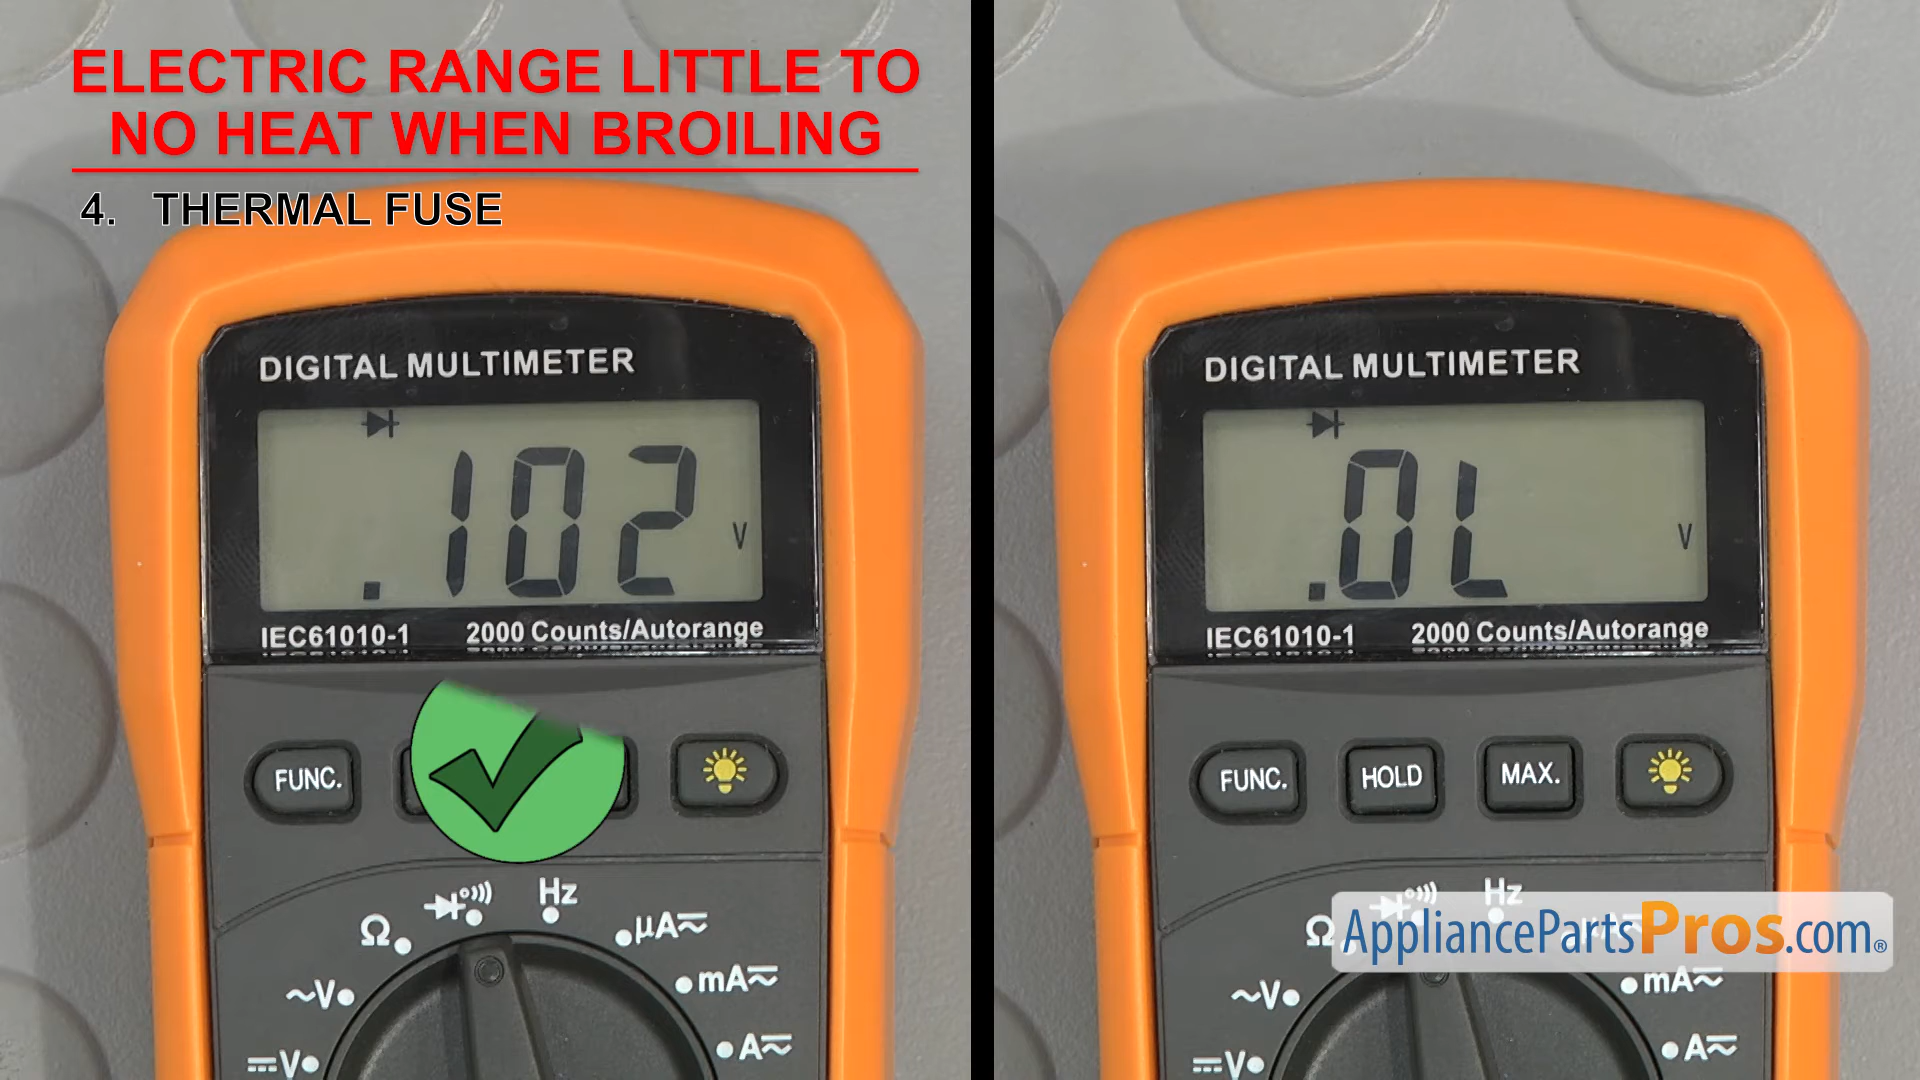 ELECTRIC RANGE LITTLE TO
NO HEAT WHEN BROILING
4. THERMAL FUSE
DIGITAL MULTIMETER
.102 V
IEC61010-1 2000 Counts/Autorange
FUNC.
Hz
Ω
µA
mA
~V
A
V
DIGITAL MULTIMETER
.0L V
IEC61010-1 2000 Counts/Autorange
FUNC. HOLD MAX.
Hz
Ω
AppliancePartsPros.com®
~V
mA
A
V